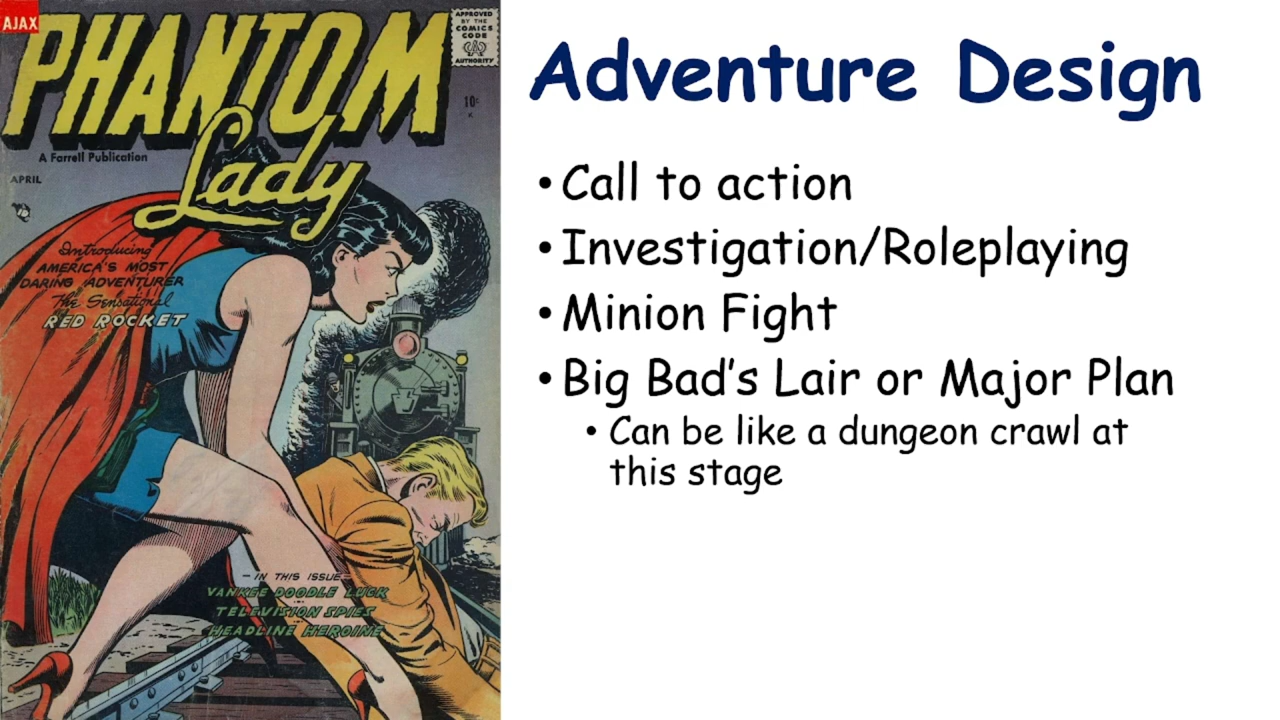 AJAX
PHANTOM
Lady
APPROVED
BY THE
COMICS
CODE
AUTHORITY
10¢
A Farrell Publication
APRIL
Introducing
AMERICA'S MOST
DARING ADVENTURER
The Sensational
RED ROCKET
— IN THIS ISSUE —
YANKEE DOODLE LUCK
TELEVISION SPIES
HEADLINE HEROINE
Adventure Design
• Call to action
• Investigation/Roleplaying
• Minion Fight
• Big Bad's Lair or Major Plan
• Can be like a dungeon crawl at
this stage